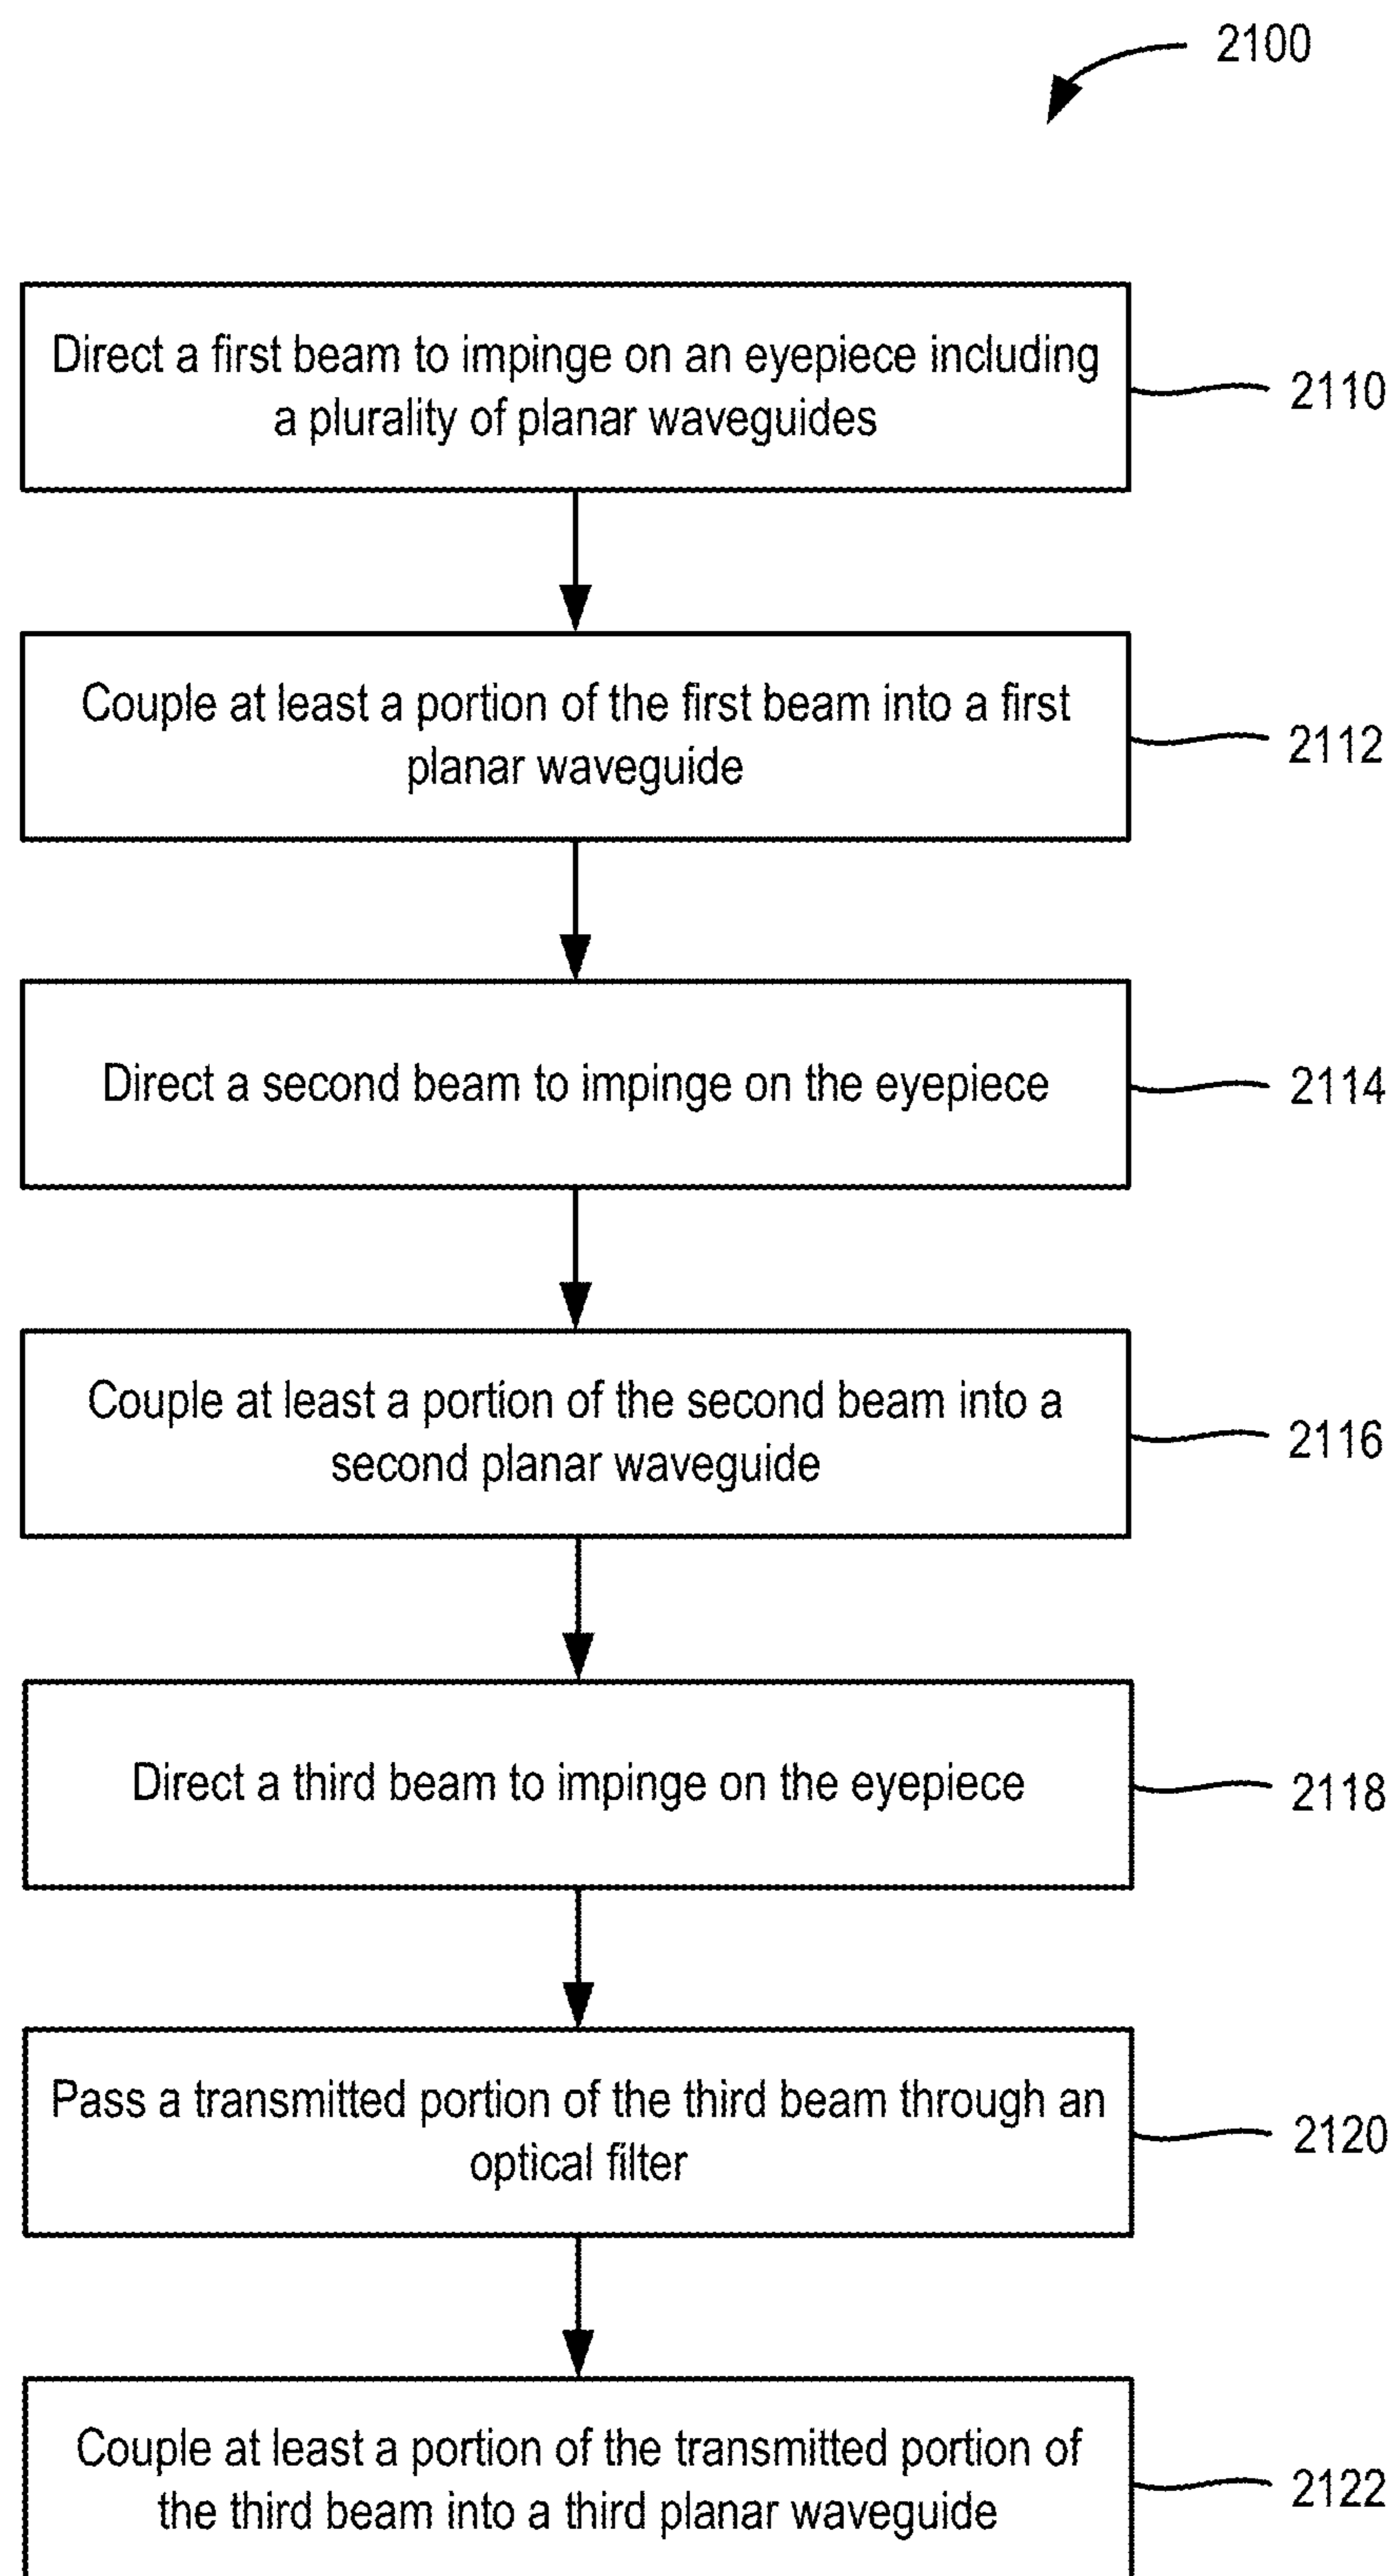 2100
Direct a first beam to impinge on an eyepiece including
a plurality of planar waveguides
2110
Couple at least a portion of the first beam into a first
planar waveguide
2112
Direct a second beam to impinge on the eyepiece
2114
Couple at least a portion of the second beam into a
second planar waveguide
2116
Direct a third beam to impinge on the eyepiece
2118
Pass a transmitted portion of the third beam through an
optical filter
2120
Couple at least a portion of the transmitted portion of
the third beam into a third planar waveguide
2122